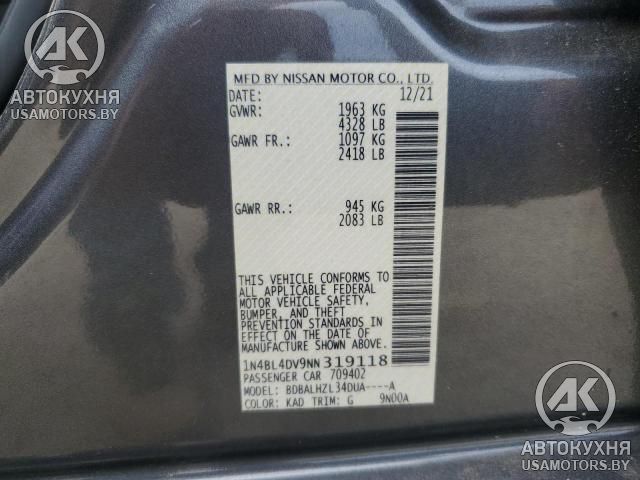 AK
АВТОКУХНЯ
USAMOTORS.BY
MFD BY NISSAN MOTOR CO., LTD.
DATE: 12/21
GVWR: 1963 KG
4328 LB
GAWR FR.: 1097 KG
2418 LB
GAWR RR.: 945 KG
2083 LB
THIS VEHICLE CONFORMS TO
ALL APPLICABLE FEDERAL
MOTOR VEHICLE SAFETY,
BUMPER, AND THEFT
PREVENTION STANDARDS IN
EFFECT ON THE DATE OF
MANUFACTURE SHOWN ABOVE.
1N4BL4DV9NN319118
PASSENGER CAR 709402
MODEL: BDBALHZL34DUA----A
COLOR: KAD TRIM: G 9N00A
AK
АВТОКУХНЯ
USAMOTORS.BY